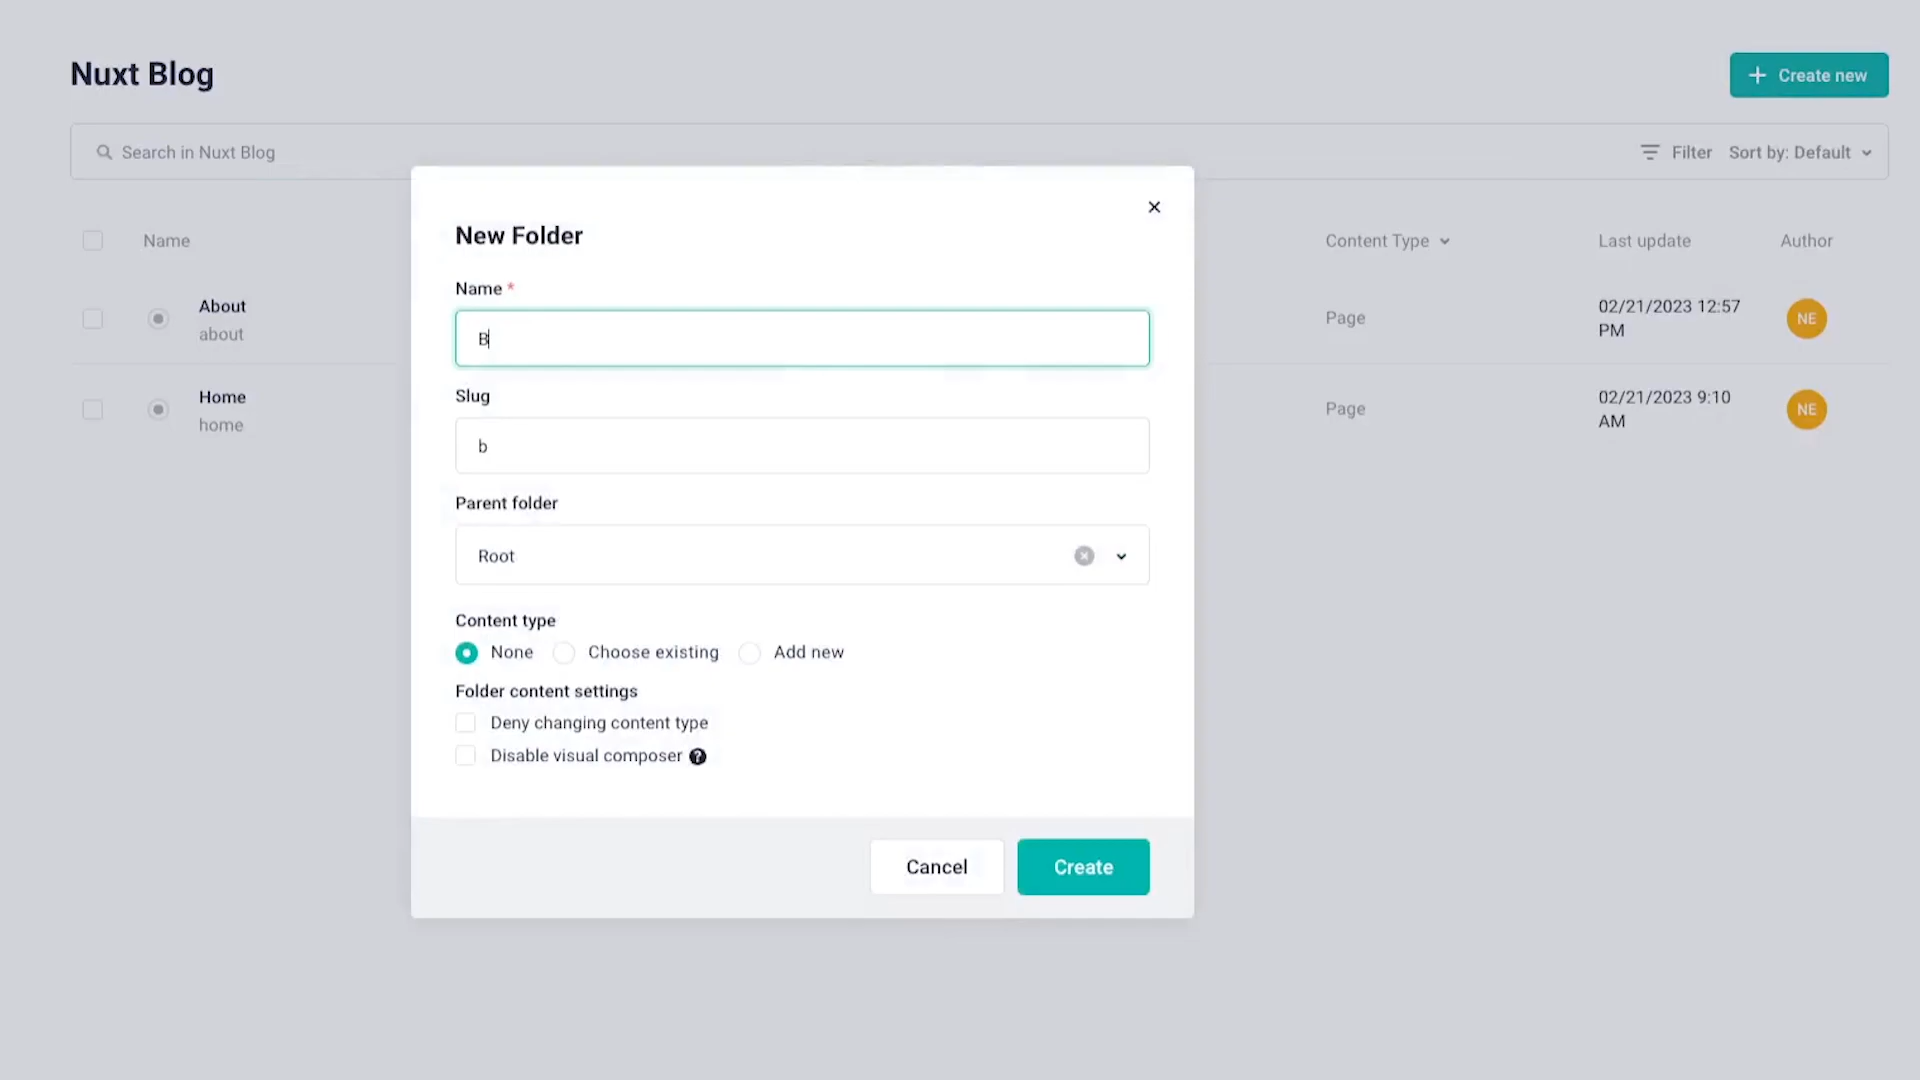 Nuxt Blog
Create new
Search in Nuxt Blog
Filter
Sort by: Default
Name
Content Type
Last update
Author
About
about
Page
02/21/2023 12:57
PM
NE
Home
home
Page
02/21/2023 9:10
AM
NE
New Folder
Name *
B
Slug
b
Parent folder
Root
Content type
None
Choose existing
Add new
Folder content settings
Deny changing content type
Disable visual composer ?
Cancel
Create